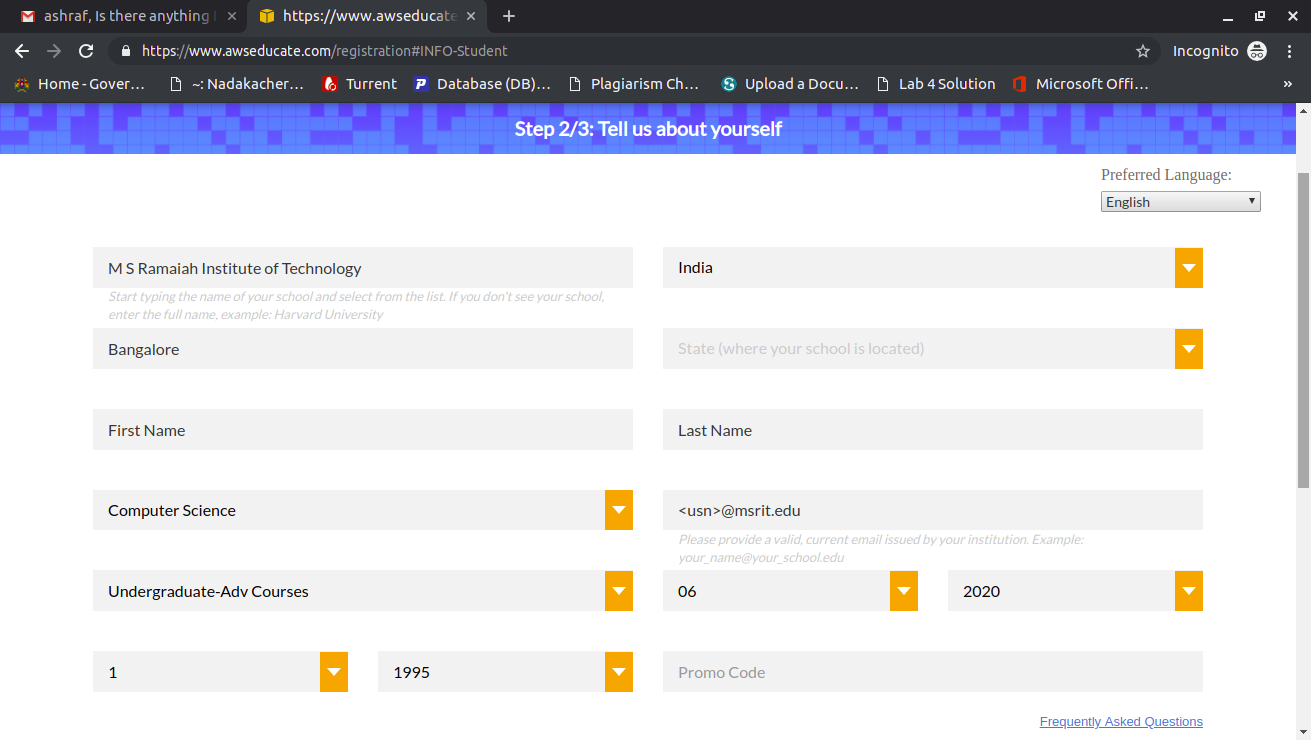 ashraf, Is there anything
https://www.awseducate
https://www.awseducate.com/registration#INFO-Student
Incognito
Home - Gover...
~: Nadakacher...
Turrent
Database (DB)...
Plagiarism Ch...
Upload a Docu...
Lab 4 Solution
Microsoft Offi...
»
Step 2/3: Tell us about yourself
Preferred Language:
English
M S Ramaiah Institute of Technology
India
Start typing the name of your school and select from the list. If you don't see your school,
enter the full name, example: Harvard University
Bangalore
State (where your school is located)
First Name
Last Name
Computer Science
<usn>@msrit.edu
Please provide a valid, current email issued by your institution. Example:
your_name@your_school.edu
Undergraduate-Adv Courses
06
2020
1
1995
Promo Code
Frequently Asked Questions